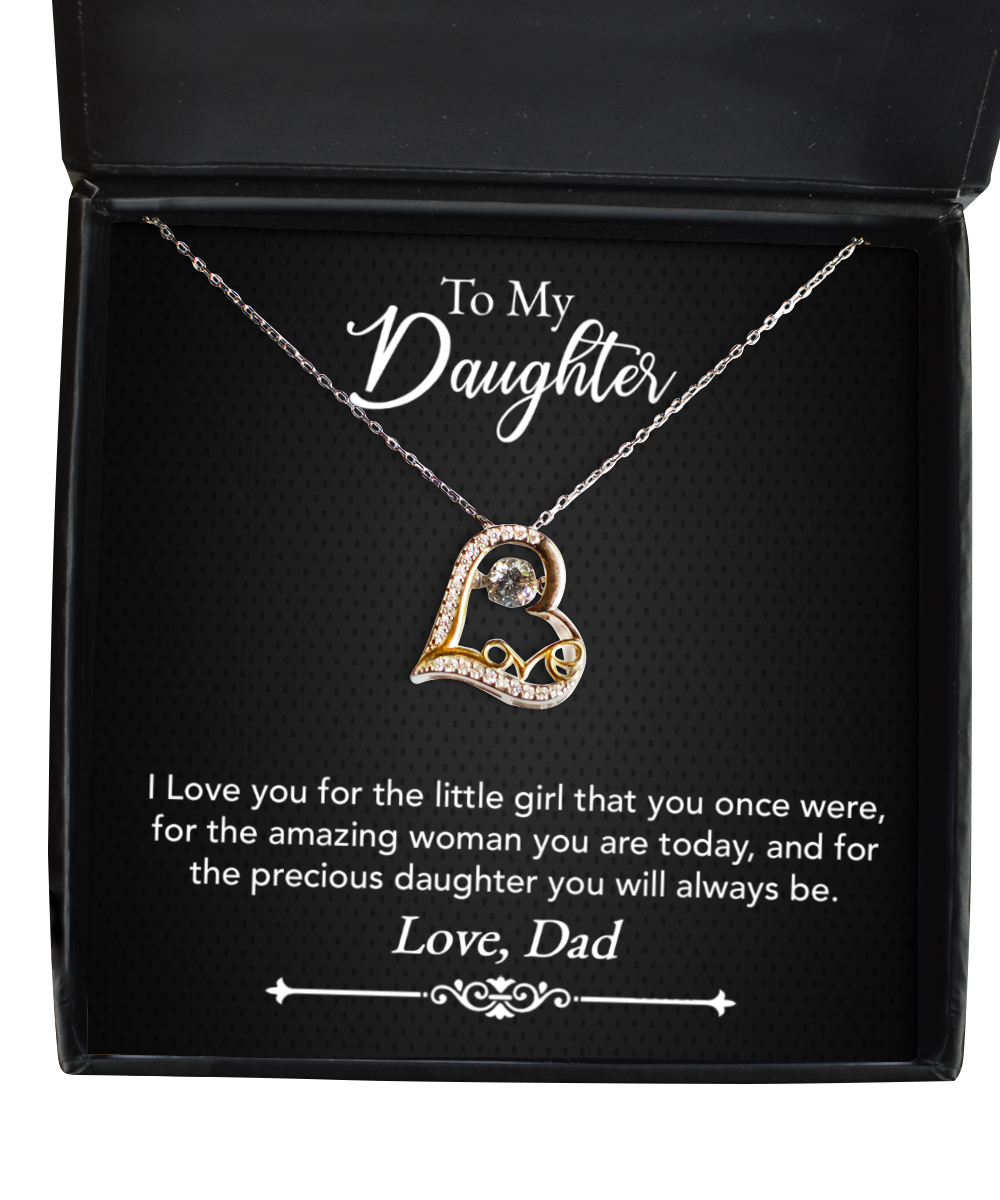 To My
Daughter
Love
I Love you for the little girl that you once were,
for the amazing woman you are today, and for
the precious daughter you will always be.
Love, Dad